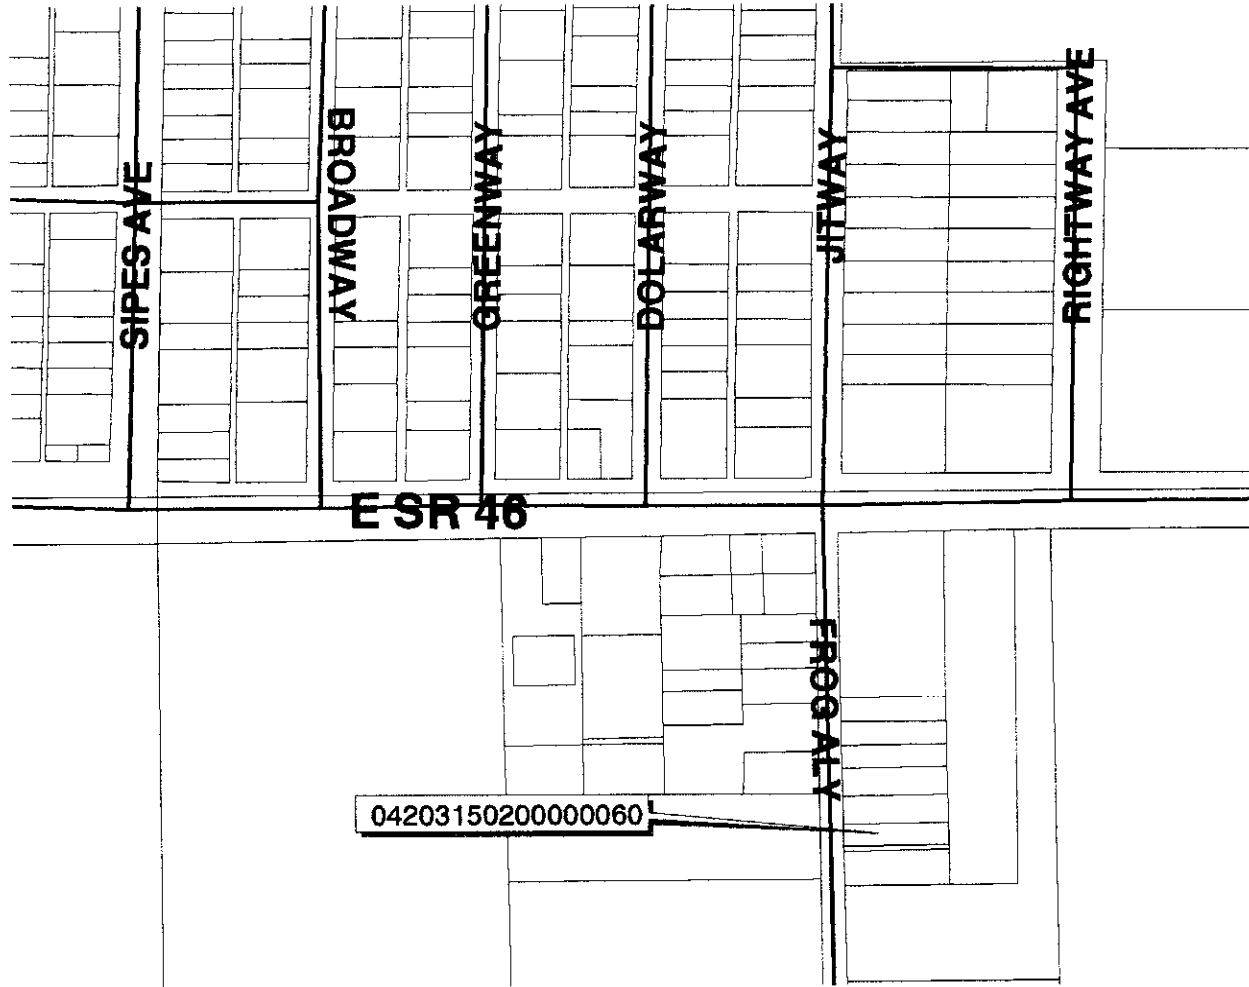 SIPES AVE
BROADWAY
GREENWAY
DOLARWAY
JITWAY
RIGHTWAY AVE
E SR 46
FROG ALY
04203150200000060